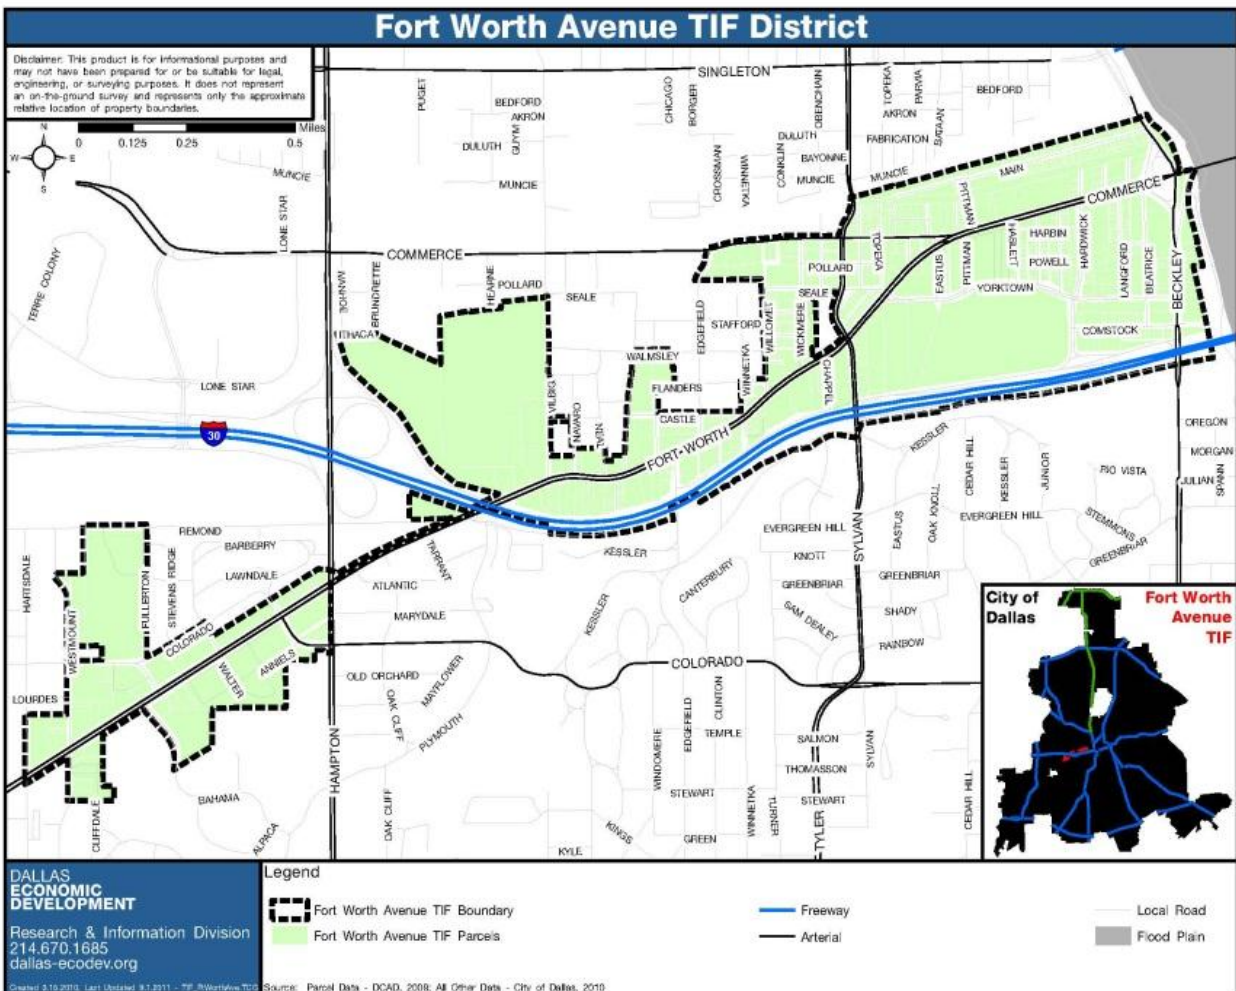 Fort Worth Avenue TIF District
Disclaimer: This product is for informational purposes and
may not have been prepared for or be suitable for legal,
engineering, or surveying purposes. It does not represent
an on-the-ground survey and represents only the approximate
relative location of property boundaries.
Miles
0 0.125 0.25 0.5
N
W E
S
SINGLETON
PUGET
BEDFORD
AKRON
GUYM
DULUTH
MUNCIE
CHICAGO
BORGER
OBENCHAIN
TOPEKA
PARVIA
BEDFORD
AKRON
FABRICATION
BATAAN
DULUTH
CONKLIN
BAYONNE
MUNCIE
CROSSMAN
WINNETKA
MUNCIE
MAIN
PITTMAN
COMMERCE
MUNCIE
LONE STAR
TERRE COLONY
COMMERCE
MANHOE
BRUNDRETTE
HEARNE
POLLARD
SEALE
POLLARD
TOPEKA
SEALE
EASTUS
PITTMAN
HASLETT
HARBIN
POWELL
HARDWICK
LANGFORD
BEATRICE
BECKLEY
YORKTOWN
COMSTOCK
EDGEFIELD
STAFFORD
WILLOMET
WICKMERE
ITHACA
LONE STAR
WALMSLEY
FLANDERS
WINNETKA
CHAPPEL
VILBIG
NAVARO
NEAL
CASTLE
FORT-WORTH
30
KESSLER
CEDAR HILL
KESSLER
JUNIOR
RIO VISTA
OREGON
MORGAN
JULIAN
SPANN
OAK KNOLL
EASTUS
EVERGREEN HILL
EVERGREEN HILL
STEMMONS
GREENBRIAR
SYLVAN
KNOTT
GREENBRIAR
GREENBRIAR
SAM DEALEY
SHADY
RAINBOW
KESSLER
CANTERBURY
KESSLER
REMOND
BARBERRY
LAWNDALE
HARTSDALE
FULLERTON
STEVENS RIDGE
COLORADO
WESTMOUNT
LOURDES
WALTER
ANNIELS
TARRANT
ATLANTIC
MARYDALE
OLD ORCHARD
OAK CLIFF
MAYFLOWER
PLYMOUTH
HAMPTON
BAHAMA
ALPACA
CLIFFDALE
OAK CLIFF
COLORADO
WINDOMERE
EDGEFIELD
CLINTON
TEMPLE
SALMON
THOMASSON
STEWART
STEWART
WINNETKA
TURNER
TYLER
SYLVAN
CEDAR HILL
KINGS
KYLE
GREEN
City of
Dallas
Fort Worth
Avenue
TIF
DALLAS
ECONOMIC
DEVELOPMENT
Research & Information Division
214.670.1685
dallas-ecodev.org
Legend
Fort Worth Avenue TIF Boundary
Fort Worth Avenue TIF Parcels
Freeway
Arterial
Local Road
Flood Plain
Source: Parcel Data - DCAD, 2008; All Other Data - City of Dallas, 2010